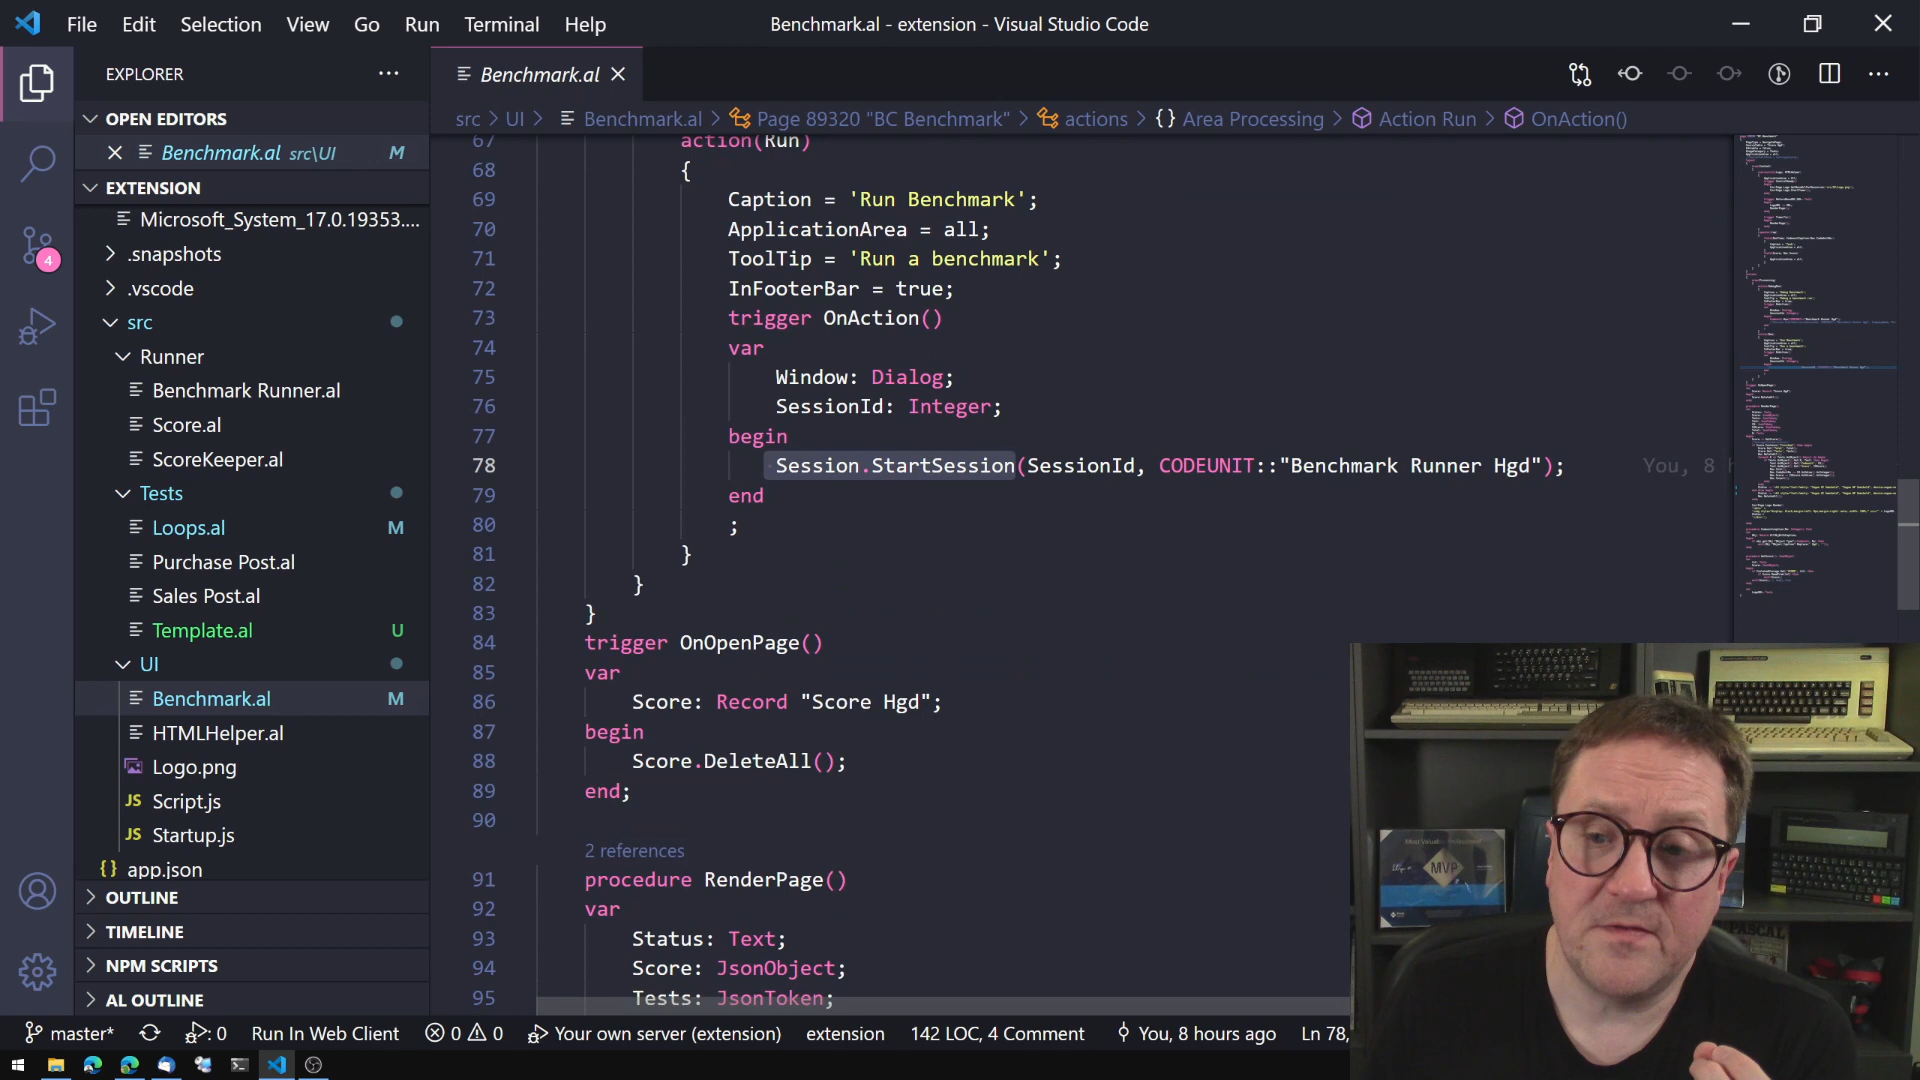 File Edit Selection View Go Run Terminal Help
Benchmark.al - extension - Visual Studio Code
EXPLORER
Benchmark.al
OPEN EDITORS
Benchmark.al src\UI M
EXTENSION
Microsoft_System_17.0.19353....
.snapshots
.vscode
src
Runner
Benchmark Runner.al
Score.al
ScoreKeeper.al
Tests
Loops.al M
Purchase Post.al
Sales Post.al
Template.al U
UI
Benchmark.al M
HTMLHelper.al
Logo.png
JS Script.js
JS Startup.js
{} app.json
OUTLINE
TIMELINE
NPM SCRIPTS
AL OUTLINE
4
src > UI > Benchmark.al > Page 89320 "BC Benchmark" > actions > {} Area Processing > Action Run > OnAction()
67 action(Run)
68 {
69 Caption = 'Run Benchmark';
70 ApplicationArea = all;
71 ToolTip = 'Run a benchmark';
72 InFooterBar = true;
73 trigger OnAction()
74 var
75 Window: Dialog;
76 SessionId: Integer;
77 begin
78 Session.StartSession(SessionId, CODEUNIT::"Benchmark Runner Hgd"); You, 8 h
79 end
80 ;
81 }
82 }
83 }
84 trigger OnOpenPage()
85 var
86 Score: Record "Score Hgd";
87 begin
88 Score.DeleteAll();
89 end;
90
2 references
91 procedure RenderPage()
92 var
93 Status: Text;
94 Score: JsonObject;
95 Tests: JsonToken;
MVP
PASCAL
master* 0 Run In Web Client 0 0 Your own server (extension) extension 142 LOC, 4 Comment You, 8 hours ago Ln 78,